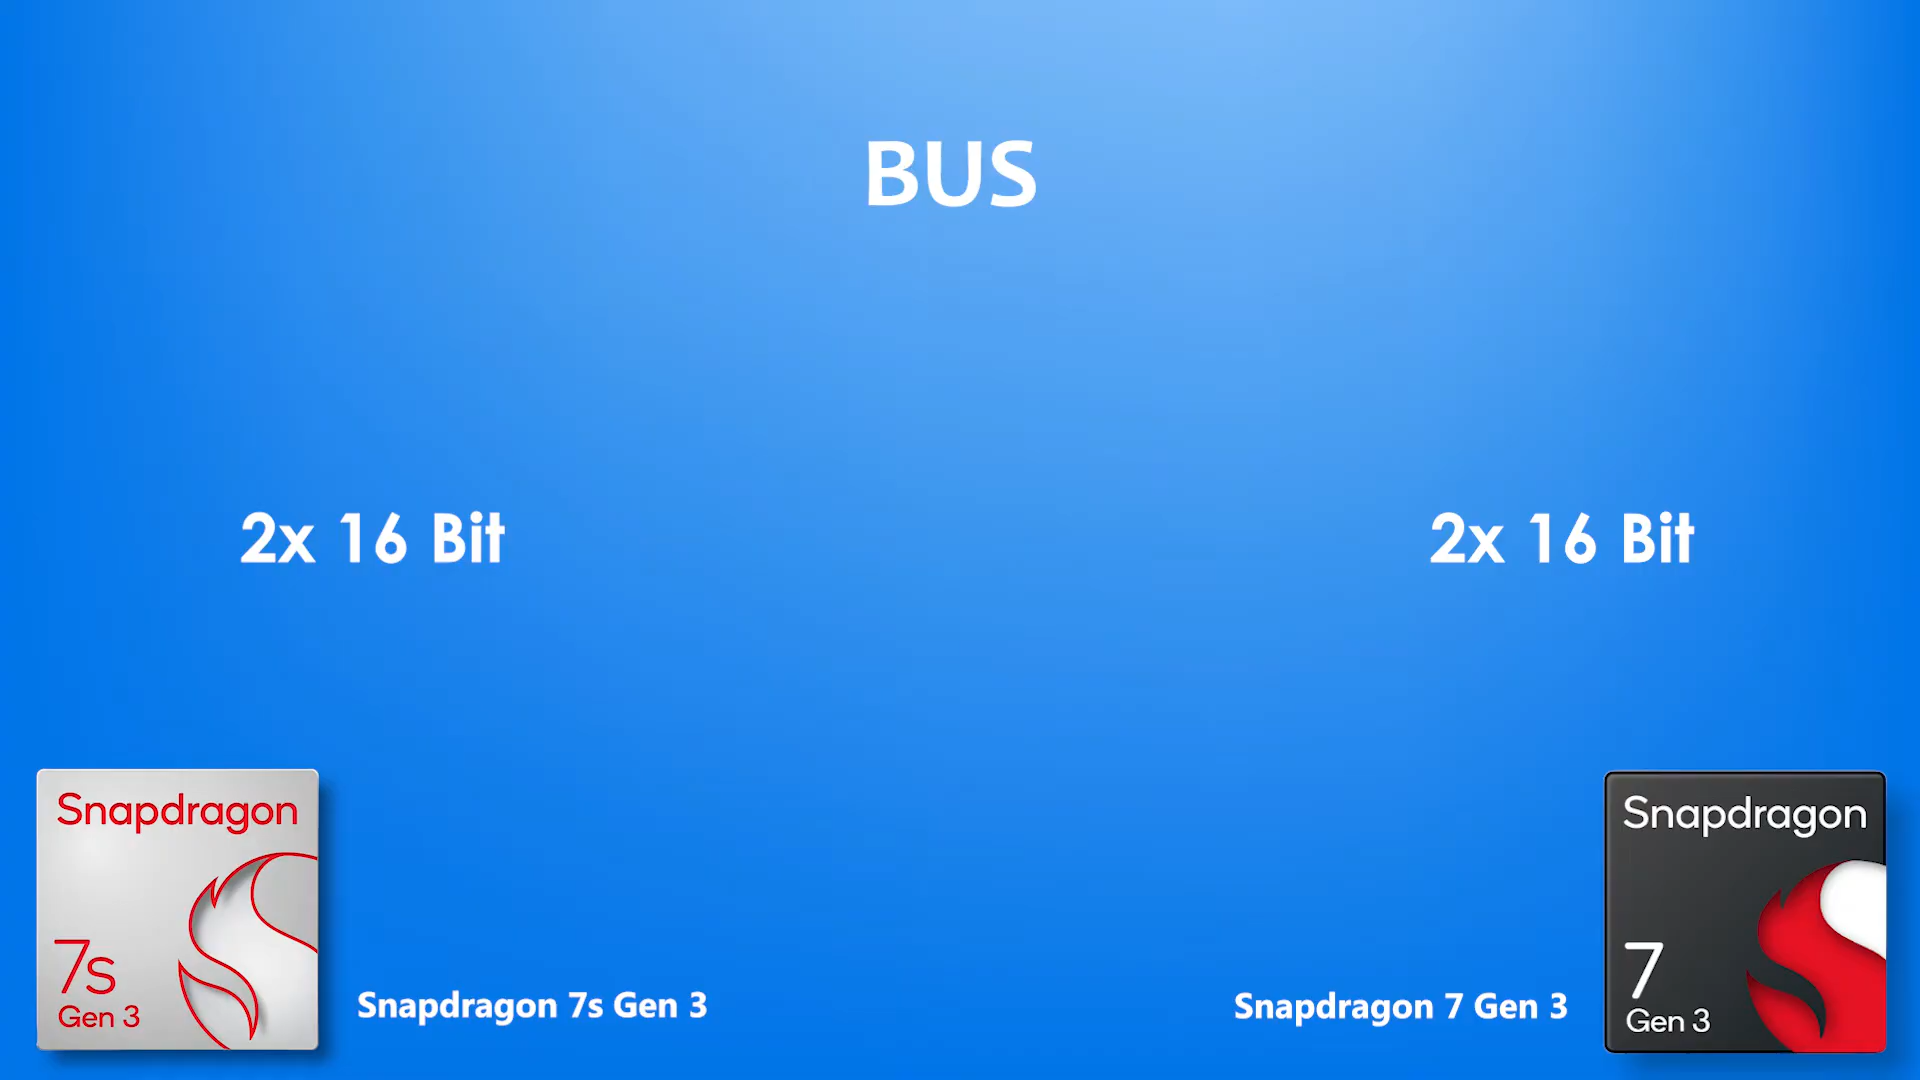 BUS
2x 16 Bit
2x 16 Bit
Snapdragon
7s
Gen 3
Snapdragon 7s Gen 3
Snapdragon 7 Gen 3
Snapdragon
7
Gen 3